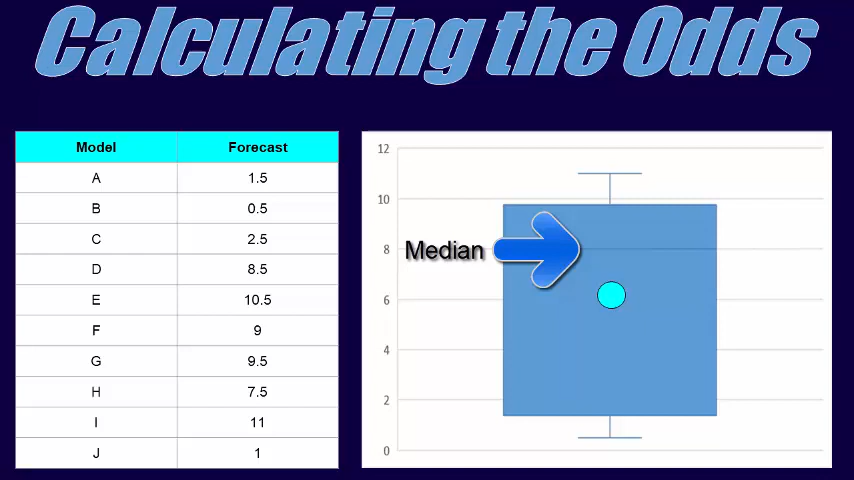 Calculating the Odds
Model Forecast
A 1.5
B 0.5
C 2.5
D 8.5
E 10.5
F 9
G 9.5
H 7.5
I 11
J 1
12
10
Median 8
6
4
2
0